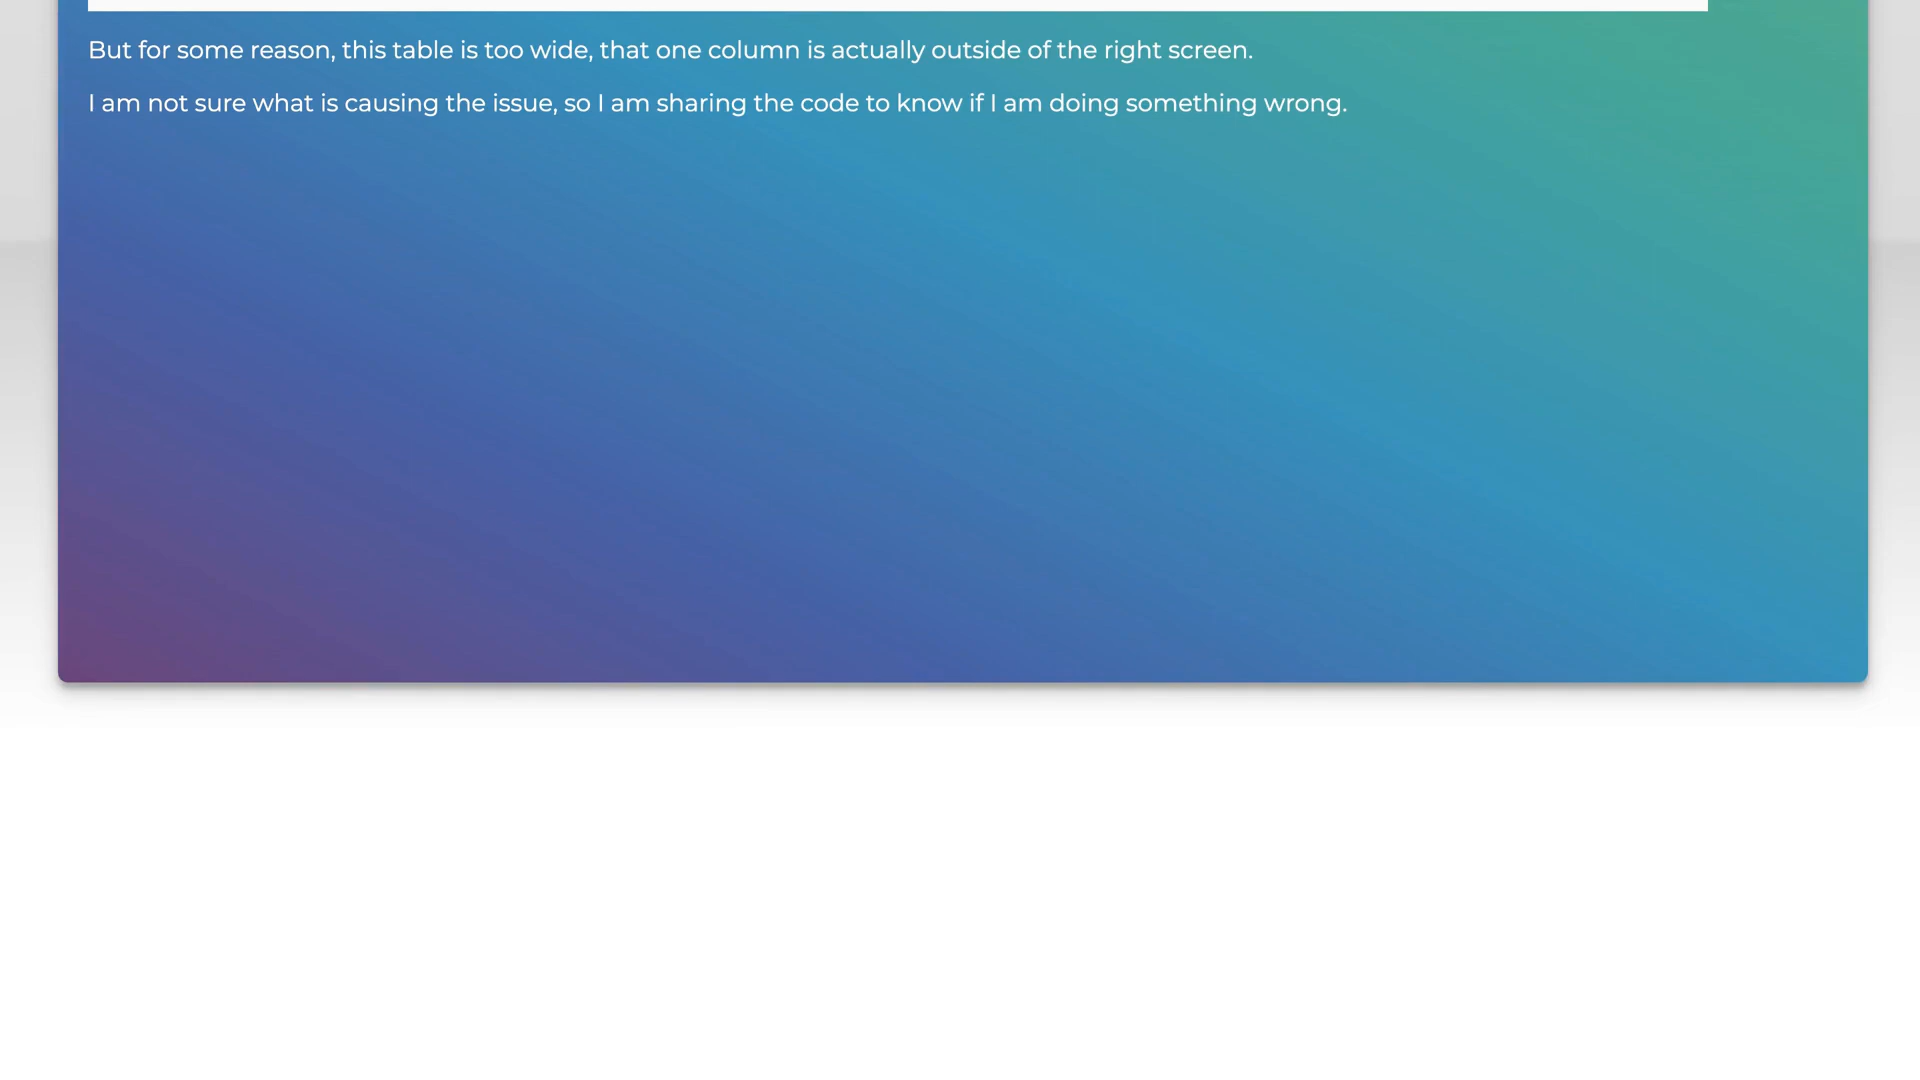 But for some reason, this table is too wide, that one column is actually outside of the right screen.
I am not sure what is causing the issue, so I am sharing the code to know if I am doing something wrong.